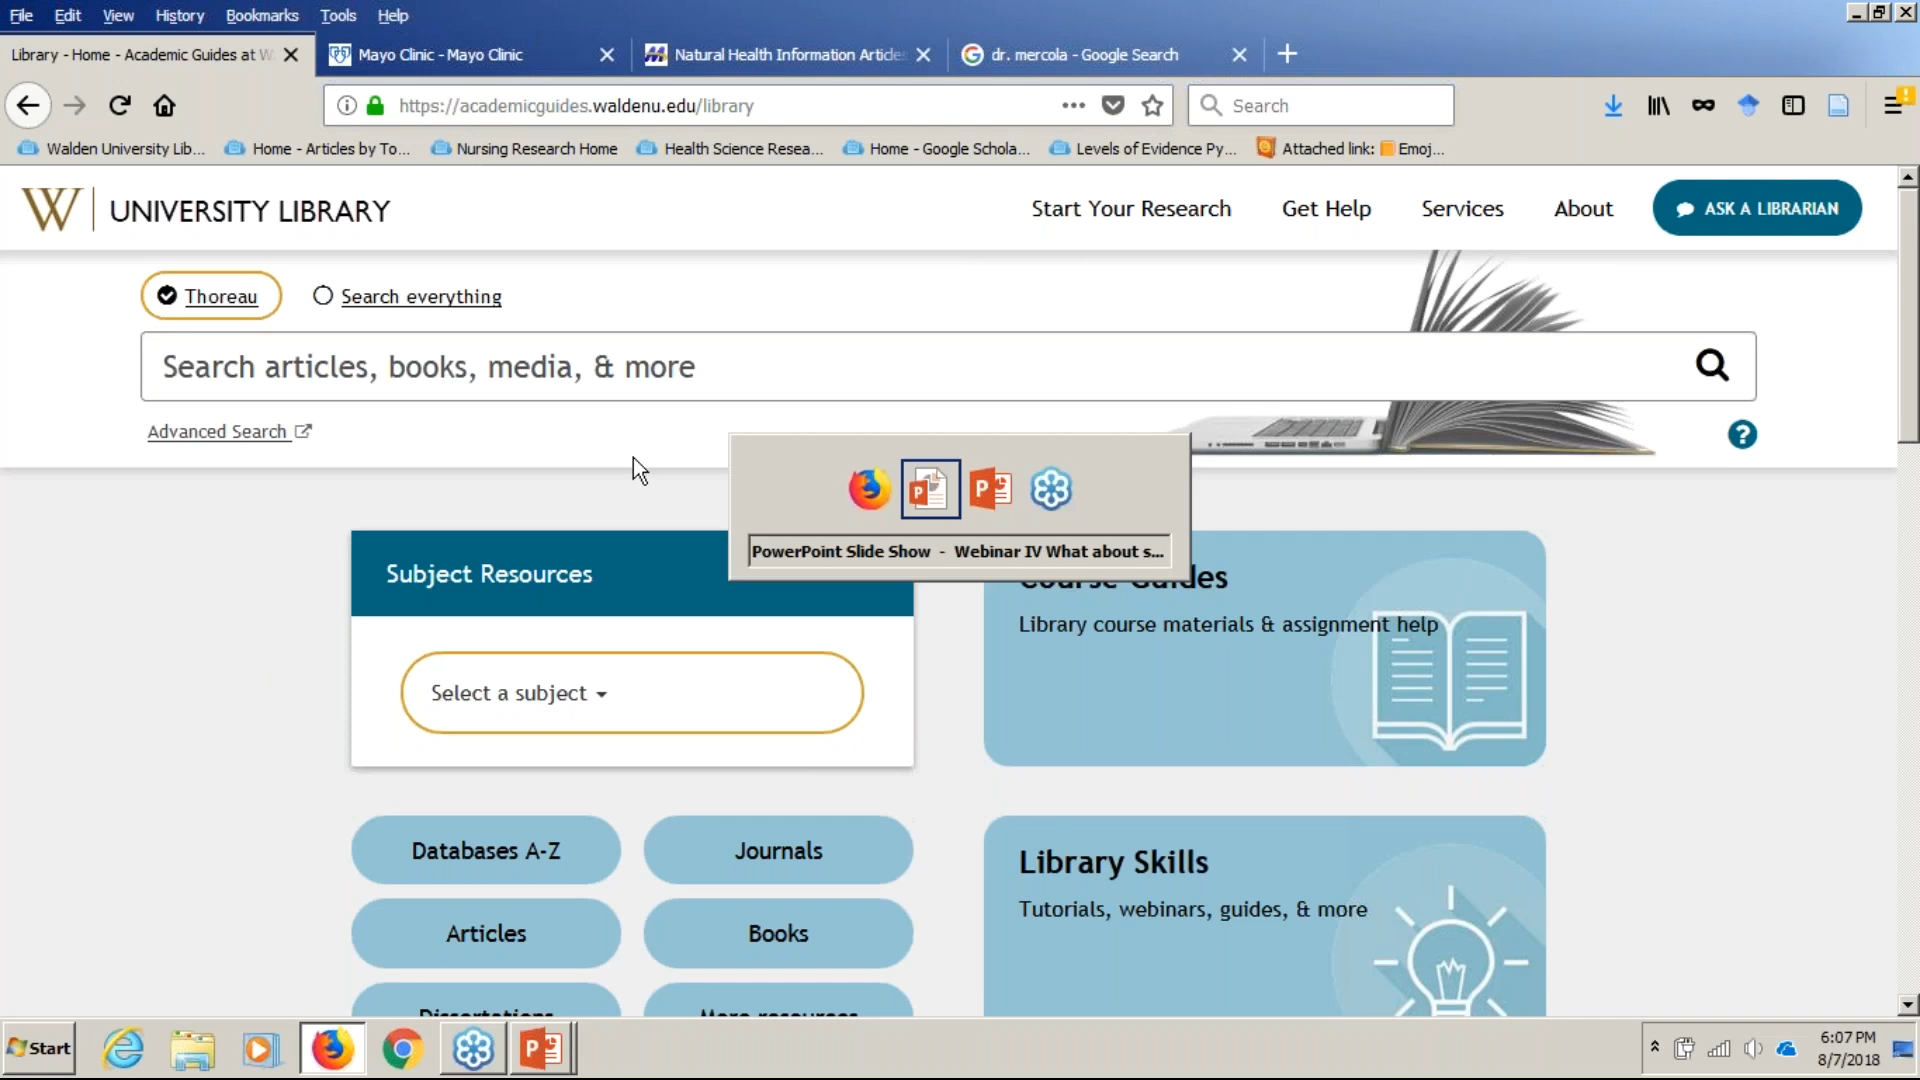 File Edit View History Bookmarks Tools Help
Library - Home - Academic Guides at W
Mayo Clinic - Mayo Clinic
Natural Health Information Article
dr. mercola - Google Search
https://academicguides.waldenu.edu/library
Search
Walden University Lib...
Home - Articles by To...
Nursing Research Home
Health Science Resea...
Home - Google Schola...
Levels of Evidence Py...
Attached link:
Emoj...
W UNIVERSITY LIBRARY
Start Your Research
Get Help
Services
About
ASK A LIBRARIAN
Thoreau
Search everything
Search articles, books, media, & more
Advanced Search
?
PowerPoint Slide Show - Webinar IV What about s...
Subject Resources
Select a subject
Course Guides
Library course materials & assignment help
Databases A-Z
Journals
Library Skills
Tutorials, webinars, guides, & more
Articles
Books
Dissertations
More resources
Start
6:07 PM
8/7/2018